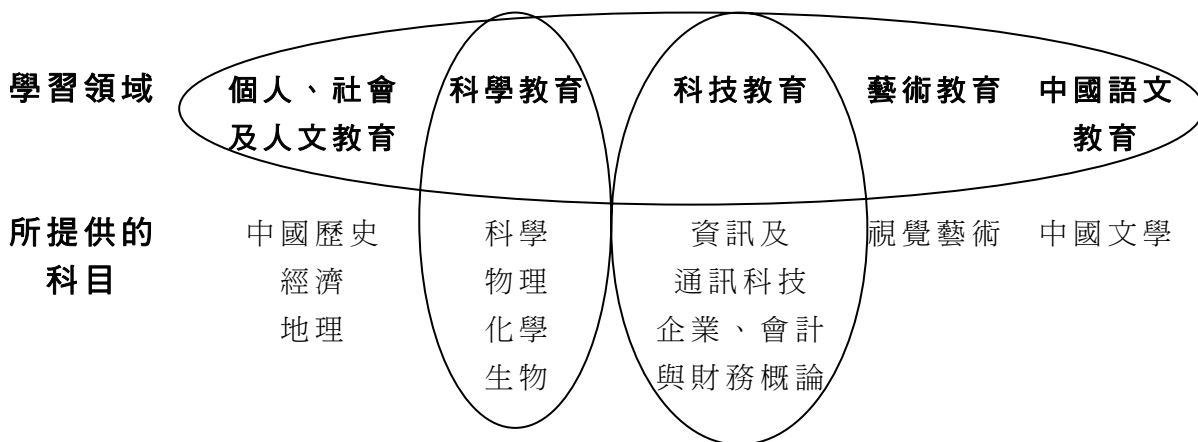 學習領域
個人、社會
及人文教育
科學教育
科技教育
藝術教育
中國語文
教育
所提供的
科目
中國歷史
經濟
地理
科學
物理
化學
生物
資訊及
通訊科技
企業、會計
與財務概論
視覺藝術
中國文學